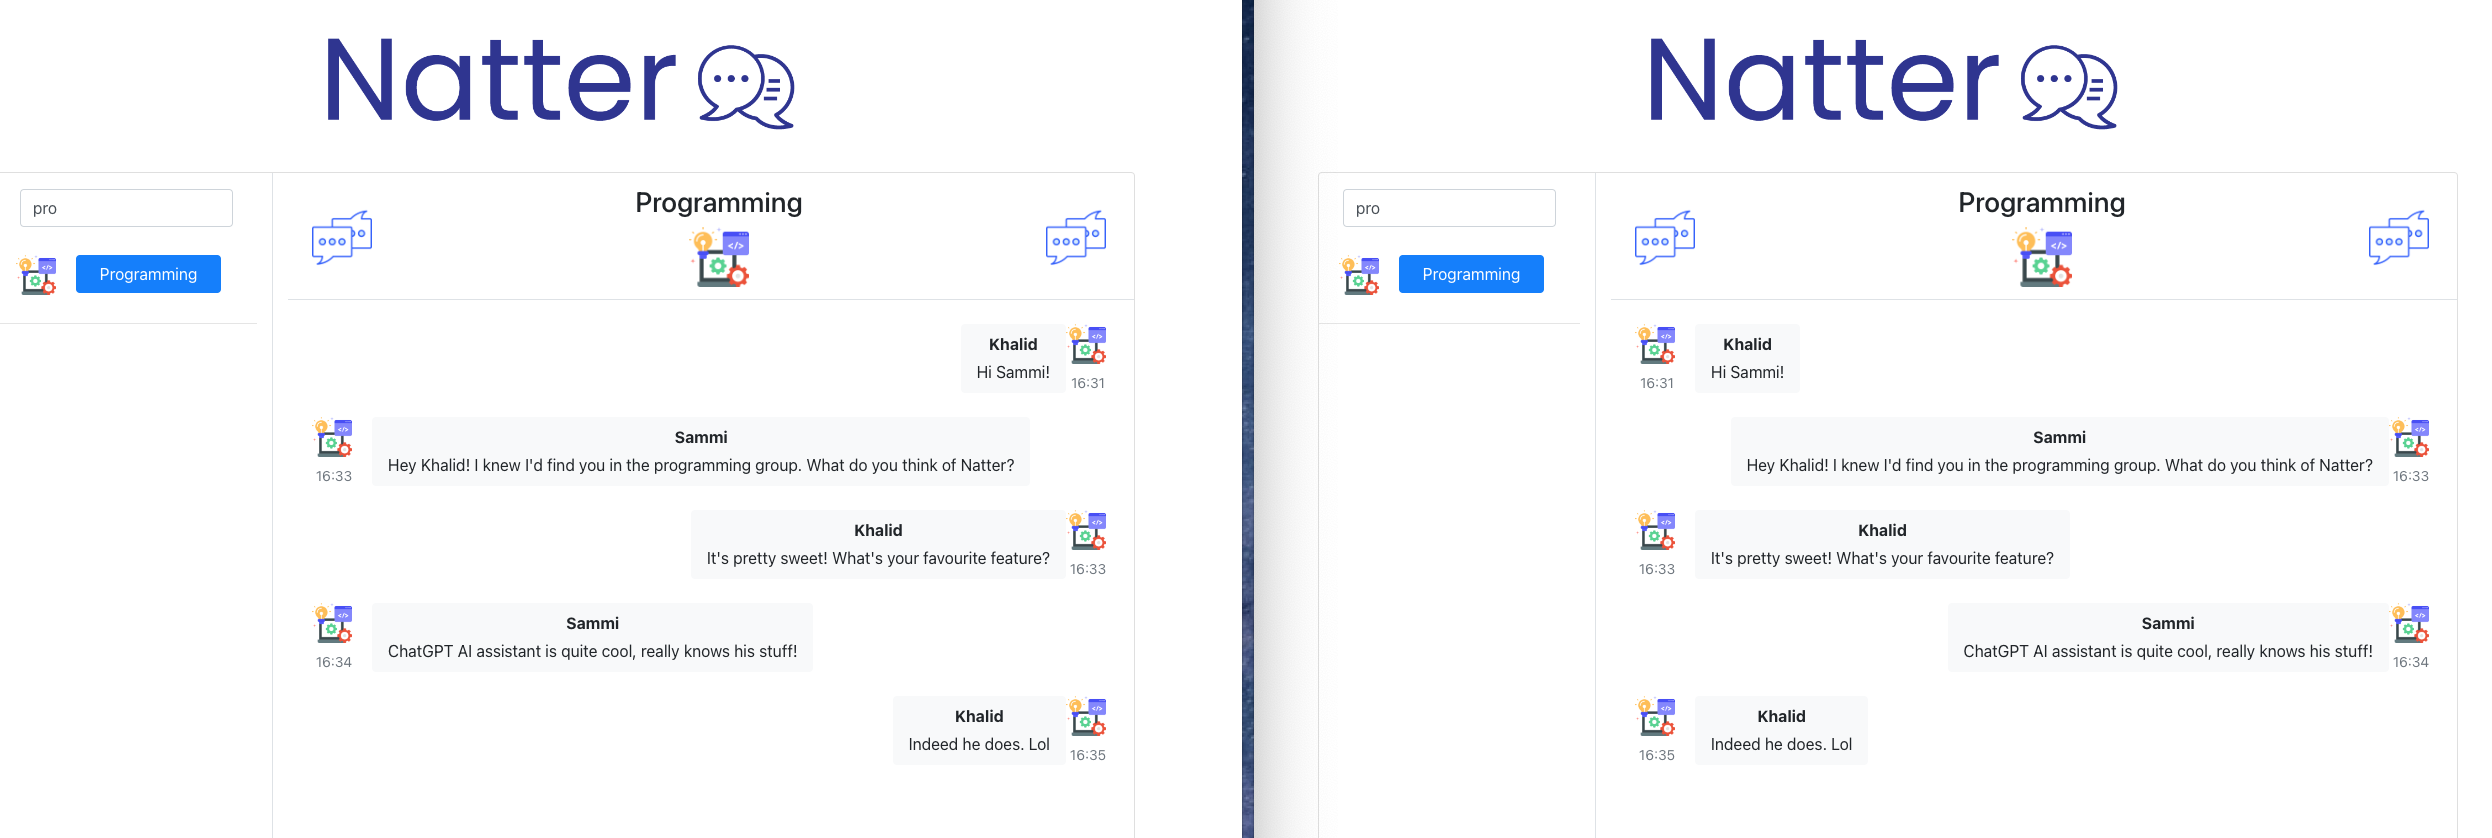 Natter
pro
Programming
Programming
Khalid
Hi Sammi!
16:31
Sammi
Hey Khalid! I knew I'd find you in the programming group. What do you think of Natter?
16:33
Khalid
It's pretty sweet! What's your favourite feature?
16:33
Sammi
ChatGPT AI assistant is quite cool, really knows his stuff!
16:34
Khalid
Indeed he does. Lol
16:35
Natter
pro
Programming
Programming
Khalid
Hi Sammi!
16:31
Sammi
Hey Khalid! I knew I'd find you in the programming group. What do you think of Natter?
16:33
Khalid
It's pretty sweet! What's your favourite feature?
16:33
Sammi
ChatGPT AI assistant is quite cool, really knows his stuff!
16:34
Khalid
Indeed he does. Lol
16:35